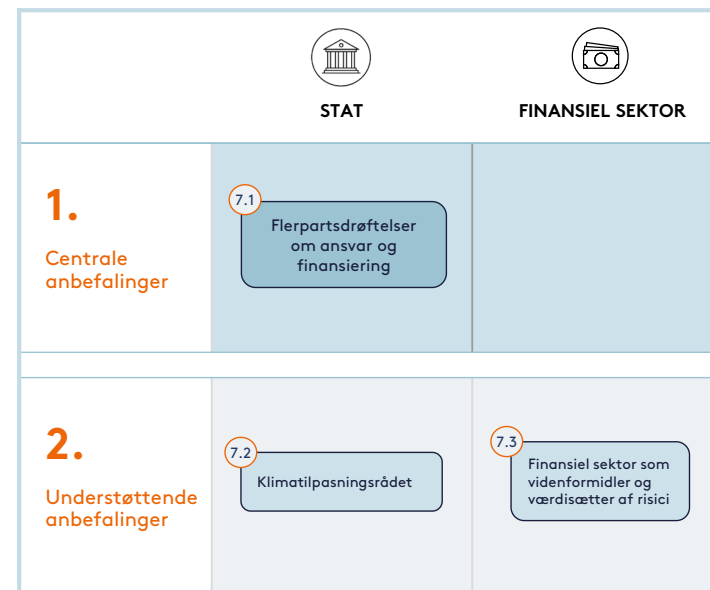 STAT
FINANSIEL SEKTOR
1.
Centrale
anbefalinger
7.1
Flerpartsdrøftelser
om ansvar og
finansiering
2.
Understøttende
anbefalinger
7.2
Klimatilpasningsrådet
7.3
Finansiel sektor som
videnformidler og
værdisætter af risici